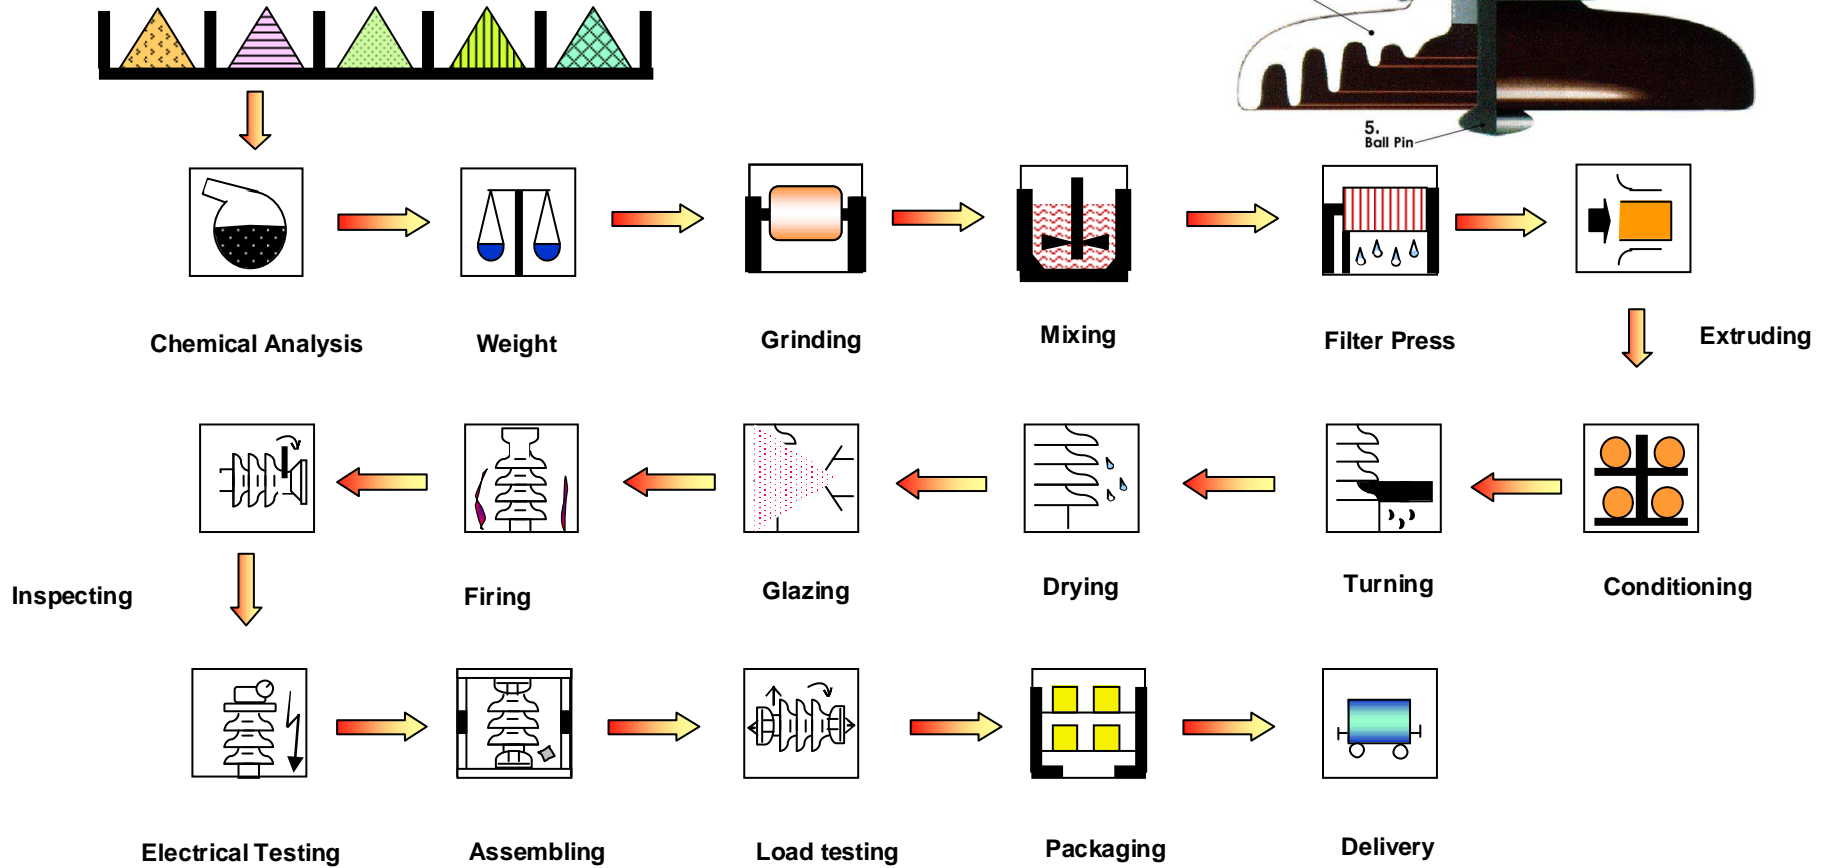 5.
Ball Pin
Chemical Analysis
Weight
Grinding
Mixing
Filter Press
Extruding
Inspecting
Firing
Glazing
Drying
Turning
Conditioning
Electrical Testing
Assembling
Load testing
Packaging
Delivery